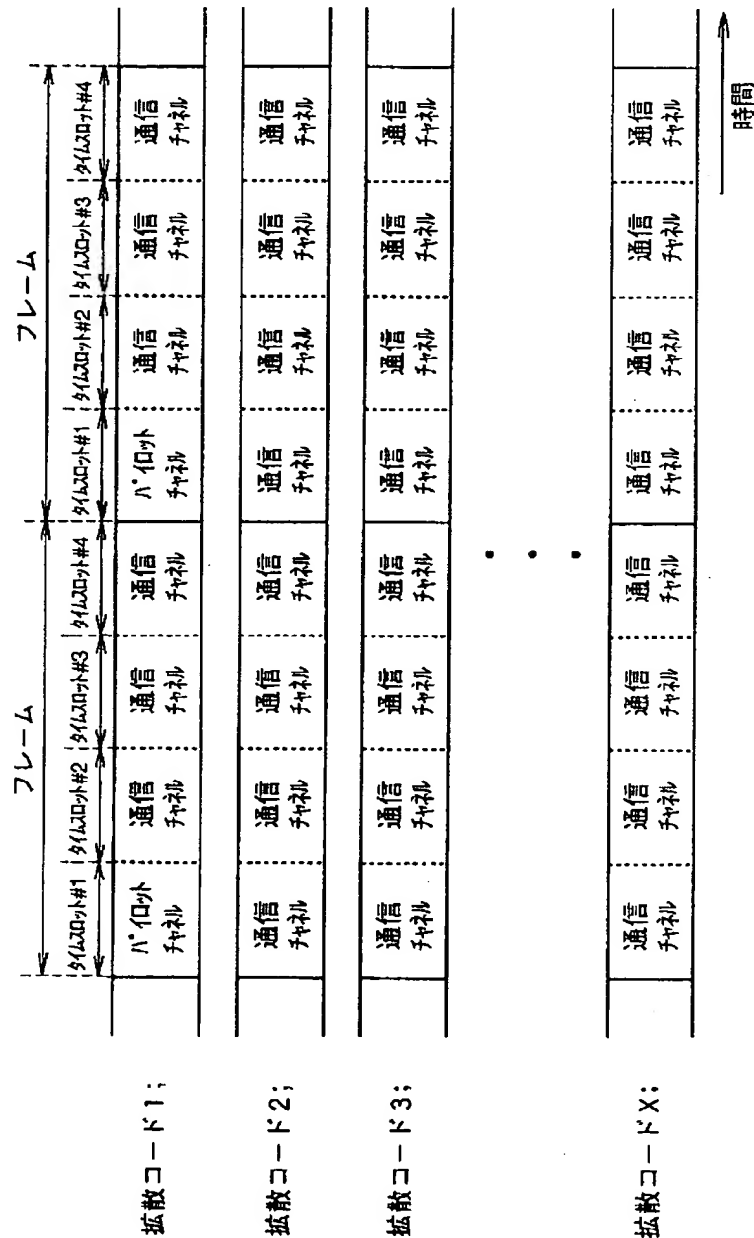 フレーム フレーム
タイムスロット#1 タイムスロット#2 タイムスロット#3 タイムスロット#4 タイムスロット#1 タイムスロット#2 タイムスロット#3 タイムスロット#4
拡散コード1; パイロットチャネル 通信チャネル 通信チャネル 通信チャネル パイロットチャネル 通信チャネル 通信チャネル 通信チャネル
拡散コード2; 通信チャネル 通信チャネル 通信チャネル 通信チャネル 通信チャネル 通信チャネル 通信チャネル 通信チャネル
拡散コード3; 通信チャネル 通信チャネル 通信チャネル 通信チャネル 通信チャネル 通信チャネル 通信チャネル 通信チャネル
拡散コードX; 通信チャネル 通信チャネル 通信チャネル 通信チャネル 通信チャネル 通信チャネル 通信チャネル 通信チャネル
時間